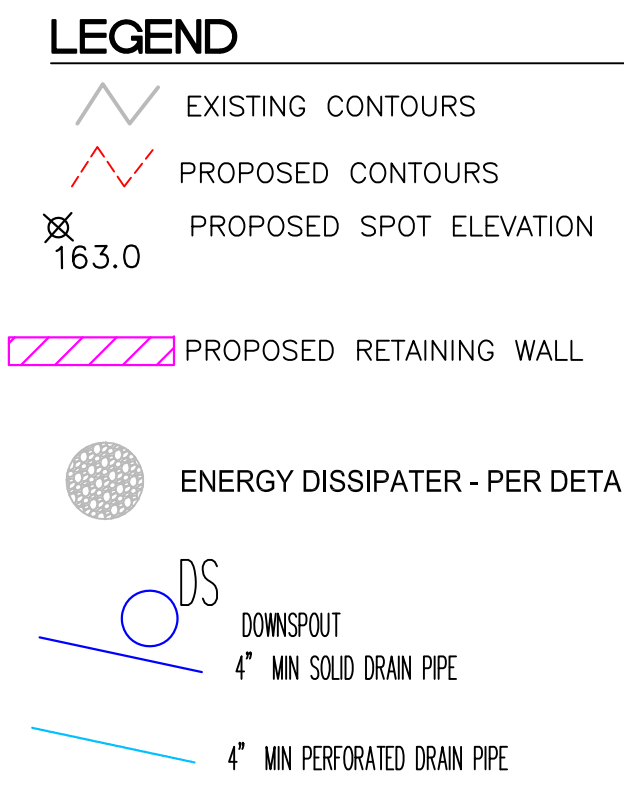 LEGEND
EXISTING CONTOURS
PROPOSED CONTOURS
PROPOSED SPOT ELEVATION
163.0
PROPOSED RETAINING WALL
ENERGY DISSIPATER - PER DETA
DS
DOWNSPOUT
4" MIN SOLID DRAIN PIPE
4" MIN PERFORATED DRAIN PIPE